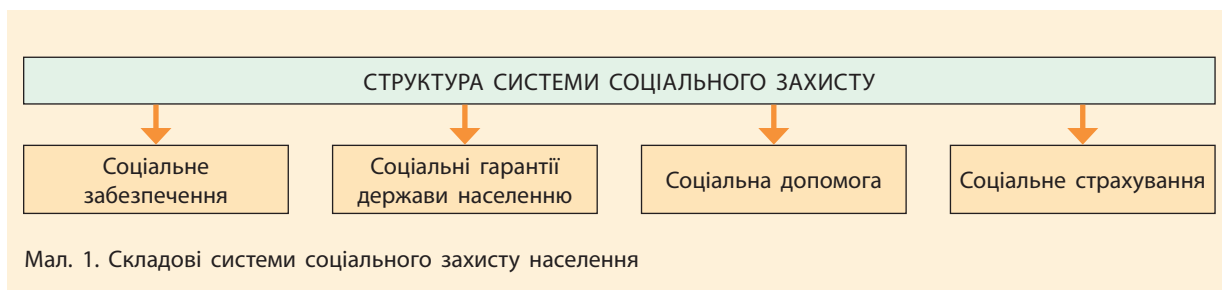 СТРУКТУРА СИСТЕМИ СОЦІАЛЬНОГО ЗАХИСТУ
Соціальне
забезпечення
Соціальні гарантії
держави населенню
Соціальна допомога
Соціальне страхування
Мал. 1. Складові системи соціального захисту населення